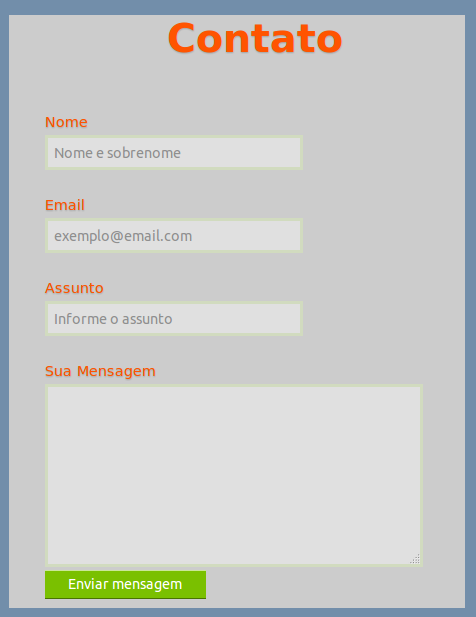 Contato
Nome
Nome e sobrenome
Email
exemplo@email.com
Assunto
Informe o assunto
Sua Mensagem
Enviar mensagem